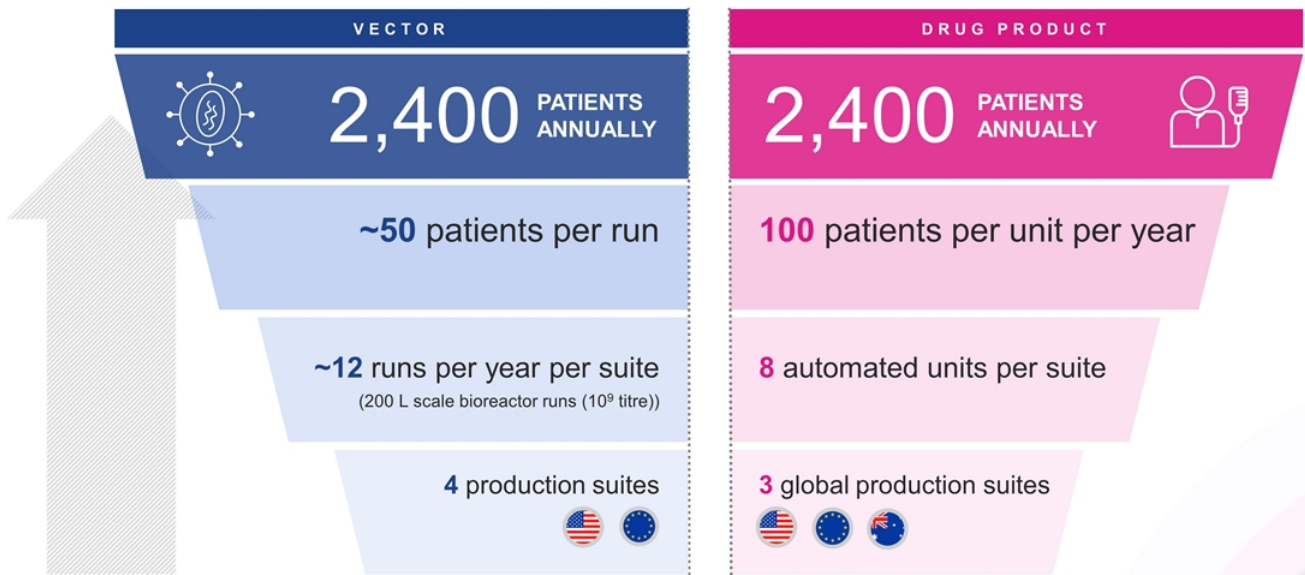 VECTOR
2,400 PATIENTS
ANNUALLY
~50 patients per run
~12 runs per year per suite
(200 L scale bioreactor runs (10⁹ titre))
4 production suites
DRUG PRODUCT
2,400 PATIENTS
ANNUALLY
100 patients per unit per year
8 automated units per suite
3 global production suites